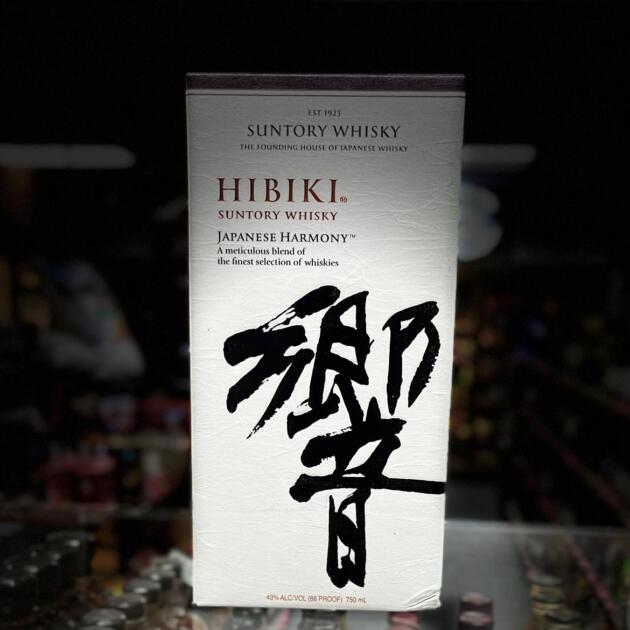 EST 1923
SUNTORY WHISKY
THE FOUNDING HOUSE OF JAPANESE WHISKY
HIBIKI®
SUNTORY WHISKY
JAPANESE HARMONY™
A meticulous blend of
the finest selection of whiskies
響
43% ALC/VOL (86 PROOF) 750 mL